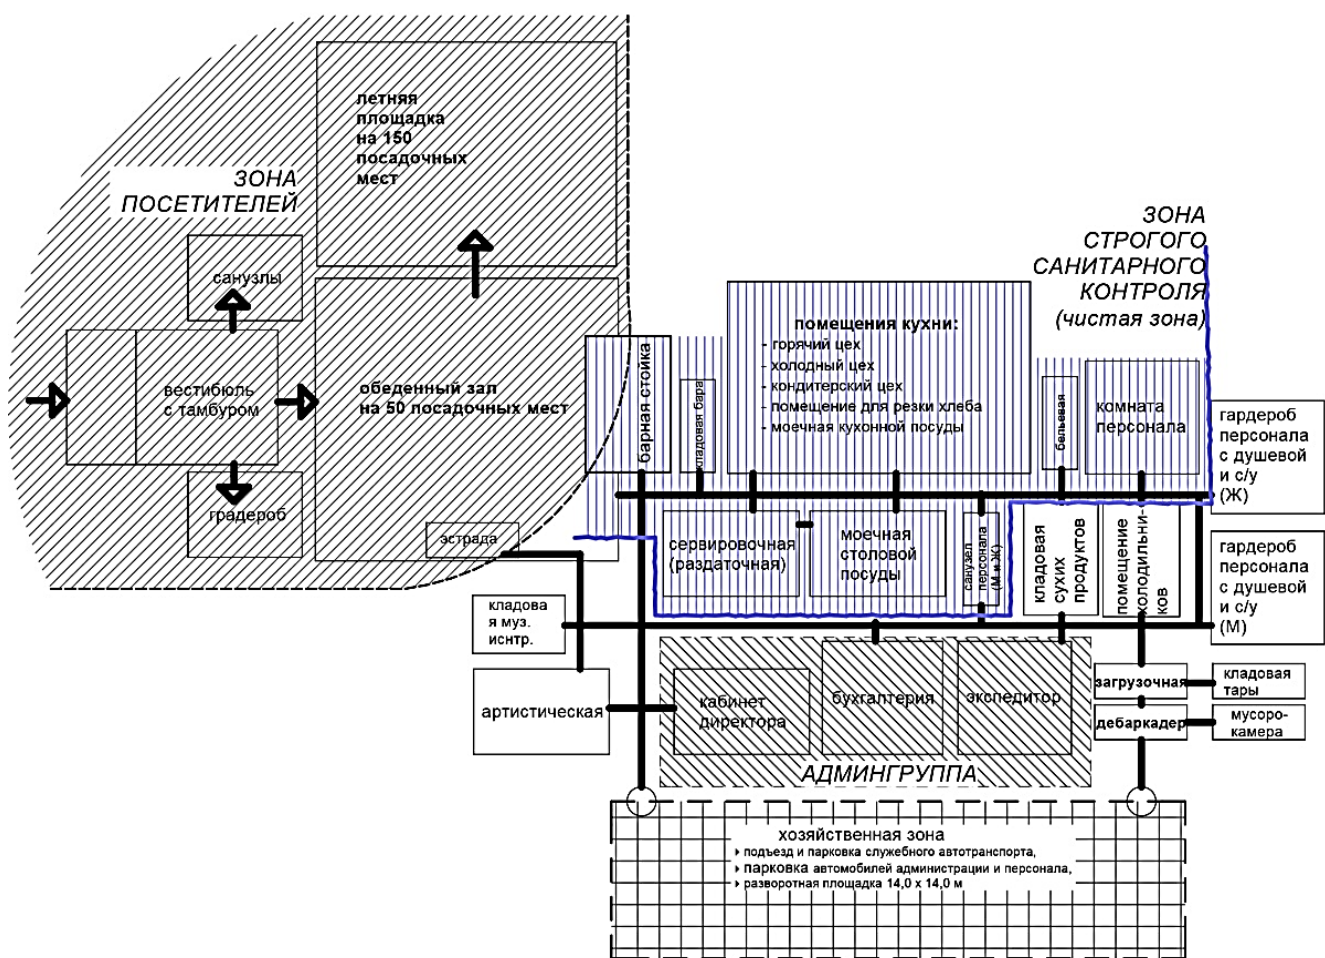 летняя
площадка
на 150
посадочных
мест
ЗОНА
ПОСЕТИТЕЛЕЙ
санузлы
вестибюль
с тамбуром
градероб
обеденный зал
на 50 посадочных мест
эстрада
барная стойка
кладовая бара
помещения кухни:
- горячий цех
- холодный цех
- кондитерский цех
- помещение для резки хлеба
- моечная кухонной посуды
ЗОНА
СТРОГОГО
САНИТАРНОГО
КОНТРОЛЯ
(чистая зона)
бельевая
комната
персонала
гардероб
персонала
с душевой
и с/у
(Ж)
сервировочная
(раздаточная)
моечная
столовой
посуды
санузел
персонала
(М и Ж)
кладовая
сухих
продуктов
помещение
холодильни-
ков
гардероб
персонала
с душевой
и с/у
(М)
кладова
я муз.
иснтр.
артистическая
кабинет
директора
бухгалтерия
экспедитор
АДМИНГРУППА
загрузочная
кладовая
тары
дебаркадер
мусоро-
камера
хозяйственная зона
подъезд и парковка служебного автотранспорта,
парковка автомобилей администрации и персонала,
разворотная площадка 14,0 x 14,0 м